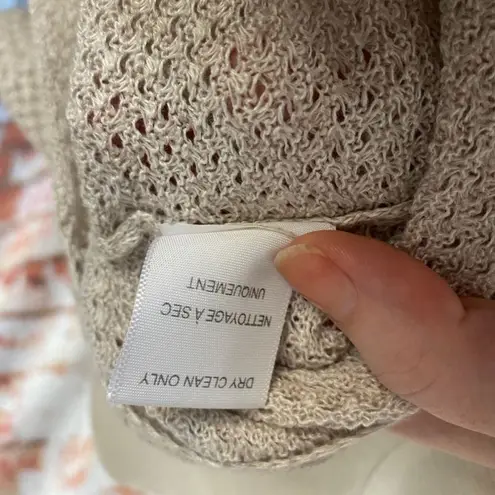 DRY CLEAN ONLY
NETTOYAGE À SEC
UNIQUEMENT